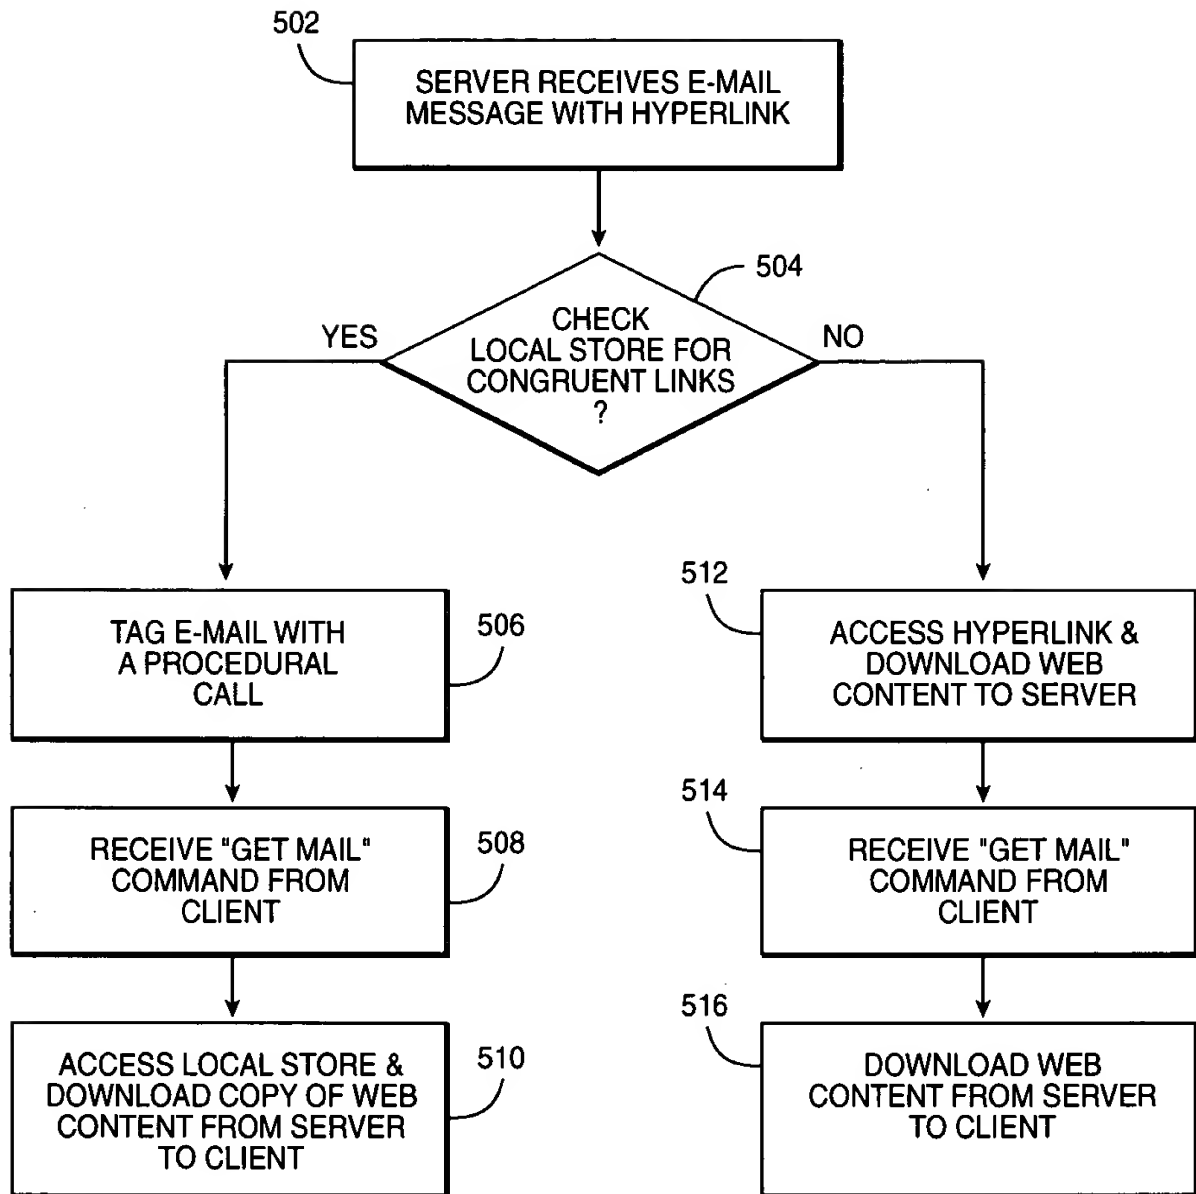 502
SERVER RECEIVES E-MAIL
MESSAGE WITH HYPERLINK
504
CHECK
LOCAL STORE FOR
CONGRUENT LINKS
?
YES
NO
506
TAG E-MAIL WITH
A PROCEDURAL
CALL
508
RECEIVE "GET MAIL"
COMMAND FROM
CLIENT
510
ACCESS LOCAL STORE &
DOWNLOAD COPY OF WEB
CONTENT FROM SERVER
TO CLIENT
512
ACCESS HYPERLINK &
DOWNLOAD WEB
CONTENT TO SERVER
514
RECEIVE "GET MAIL"
COMMAND FROM
CLIENT
516
DOWNLOAD WEB
CONTENT FROM SERVER
TO CLIENT